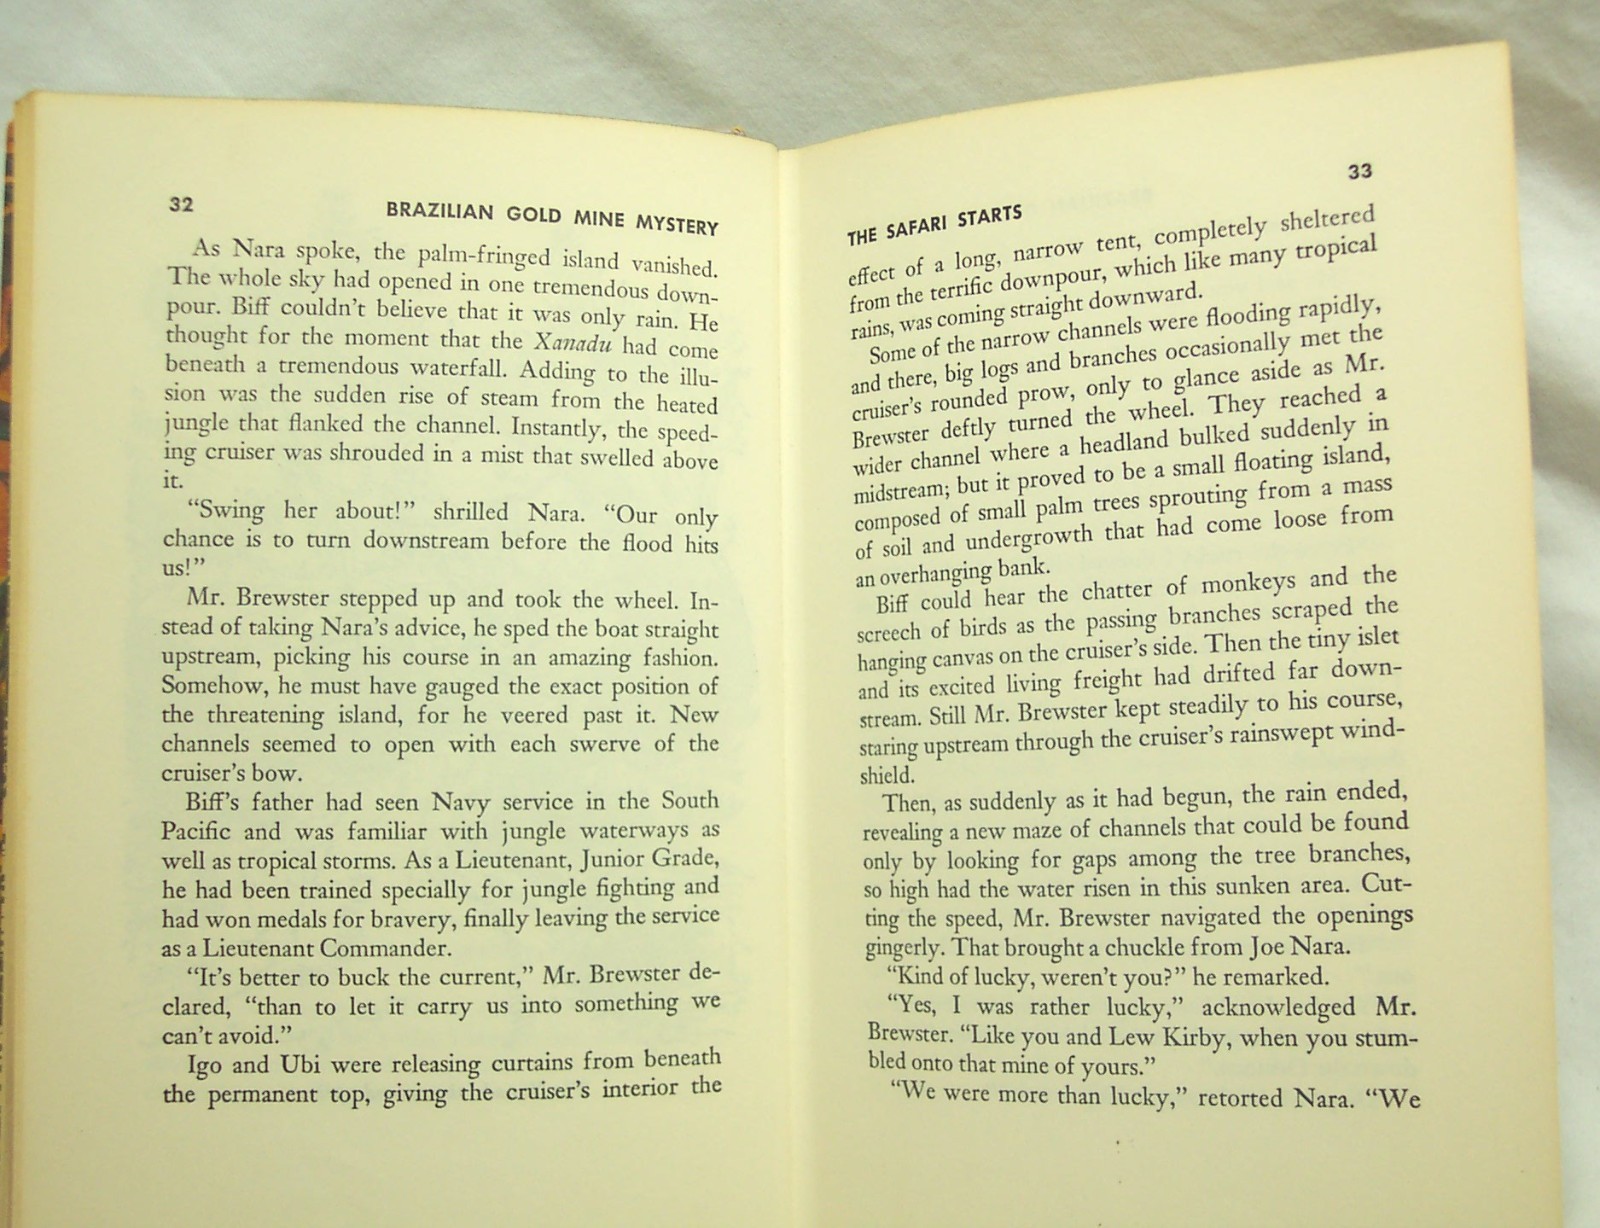 32
BRAZILIAN GOLD MINE MYSTERY
As Nara spoke, the palm-fringed island vanished.
The whole sky had opened in one tremendous down-
pour. Biff couldn't believe that it was only rain. He
thought for the moment that the Xanadu had come
beneath a tremendous waterfall. Adding to the illu-
sion was the sudden rise of steam from the heated
jungle that flanked the channel. Instantly, the speed-
ing cruiser was shrouded in a mist that swelled above
it.
“Swing her about!” shrilled Nara. “Our only
chance is to turn downstream before the flood hits
us!”
Mr. Brewster stepped up and took the wheel. In-
stead of taking Nara's advice, he sped the boat straight
upstream, picking his course in an amazing fashion.
Somehow, he must have gauged the exact position of
the threatening island, for he veered past it. New
channels seemed to open with each swerve of the
cruiser's bow.
Biff's father had seen Navy service in the South
Pacific and was familiar with jungle waterways as
well as tropical storms. As a Lieutenant, Junior Grade,
he had been trained specially for jungle fighting and
had won medals for bravery, finally leaving the service
as a Lieutenant Commander.
“It's better to buck the current,” Mr. Brewster de-
clared, “than to let it carry us into something we
can't avoid.”
Igo and Ubi were releasing curtains from beneath
the permanent top, giving the cruiser's interior the
33
THE SAFARI STARTS
effect of a long, narrow tent, completely sheltered
from the terrific downpour, which like many tropical
rains, was coming straight downward.
Some of the narrow channels were flooding rapidly,
and there, big logs and branches occasionally met the
cruiser's rounded prow, only to glance aside as Mr.
Brewster deftly turned the wheel. They reached a
wider channel where a headland bulked suddenly in
midstream; but it proved to be a small floating island,
composed of small palm trees sprouting from a mass
of soil and undergrowth that had come loose from
an overhanging bank.
Biff could hear the chatter of monkeys and the
screech of birds as the passing branches scraped the
hanging canvas on the cruiser's side. Then the tiny islet
and its excited living freight had drifted far down-
stream. Still Mr. Brewster kept steadily to his course,
staring upstream through the cruiser's rainswept wind-
shield.
Then, as suddenly as it had begun, the rain ended,
revealing a new maze of channels that could be found
only by looking for gaps among the tree branches,
so high had the water risen in this sunken area. Cut-
ting the speed, Mr. Brewster navigated the openings
gingerly. That brought a chuckle from Joe Nara.
“Kind of lucky, weren't you?” he remarked.
“Yes, I was rather lucky,” acknowledged Mr.
Brewster. “Like you and Lew Kirby, when you stum-
bled onto that mine of yours.”
“We were more than lucky,” retorted Nara. “We